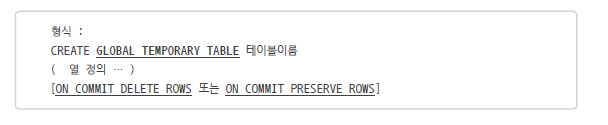 형식 :
CREATE GLOBAL TEMPORARY TABLE 테이블이름
( 열 정의 … )
[ON COMMIT DELETE ROWS 또는 ON COMMIT PRESERVE ROWS]